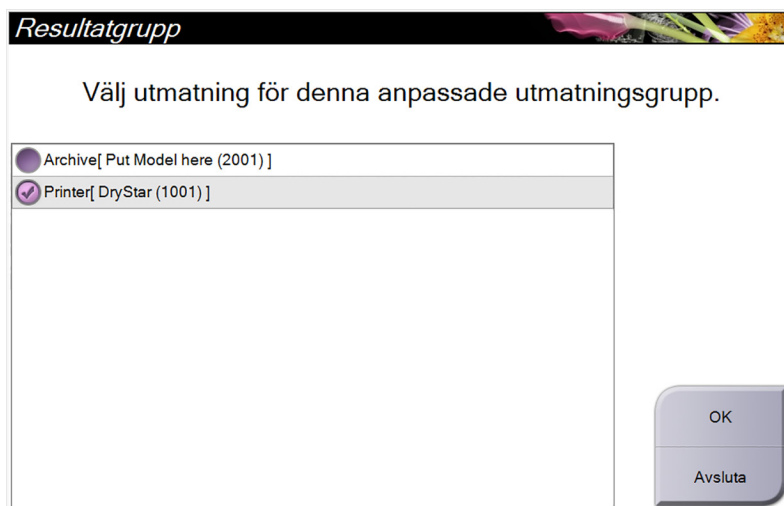 Resultatgrupp
Välj utmatning för denna anpassade utmatningsgrupp.
Archive[ Put Model here (2001) ]
Printer[ DryStar (1001) ]
OK
Avsluta